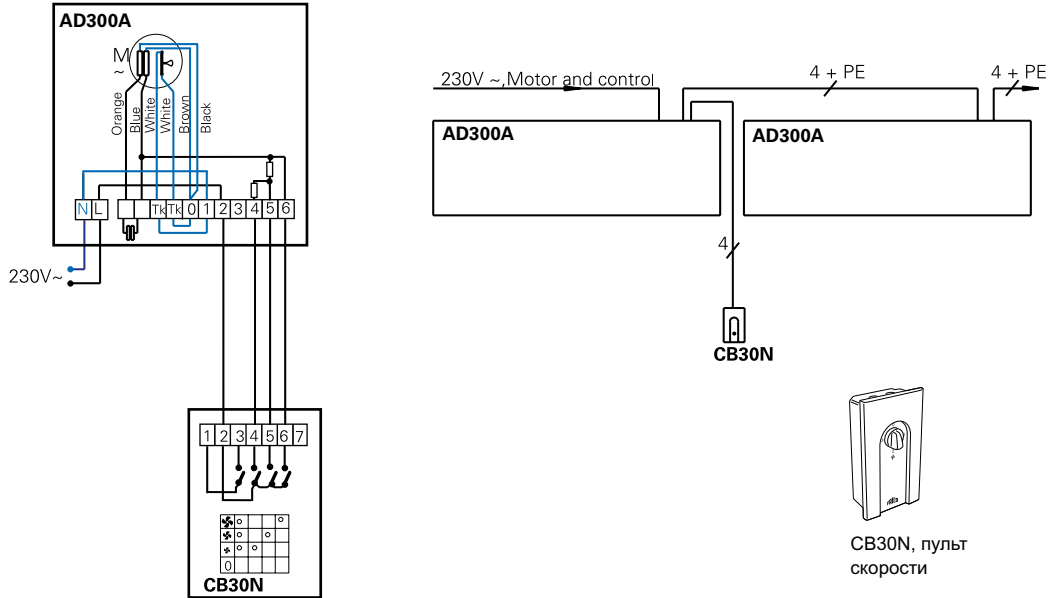 AD300A
M
~
Orange
Blue
White
White
Brown
Black
N L Tk Tk 0 1 2 3 4 5 6
230V~
1 2 3 4 5 6 7
0
CB30N
230V ~, Motor and control
4 + PE
4 + PE
AD300A
AD300A
4
CB30N
CB30N, пульт
скорости